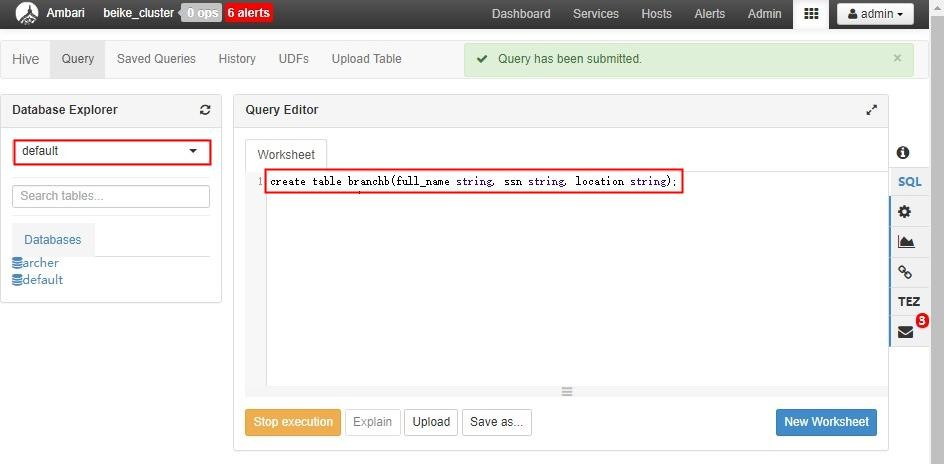 Ambari beike_cluster 0 ops 6 alerts Dashboard Services Hosts Alerts Admin admin
Hive Query Saved Queries History UDFs Upload Table
Query has been submitted. ×
Database Explorer
default
Search tables...
Databases
archer
default
Query Editor
Worksheet
1 create table branchb(full_name string, ssn string, location string);
Stop execution Explain Upload Save as... New Worksheet
SQL
TEZ
3